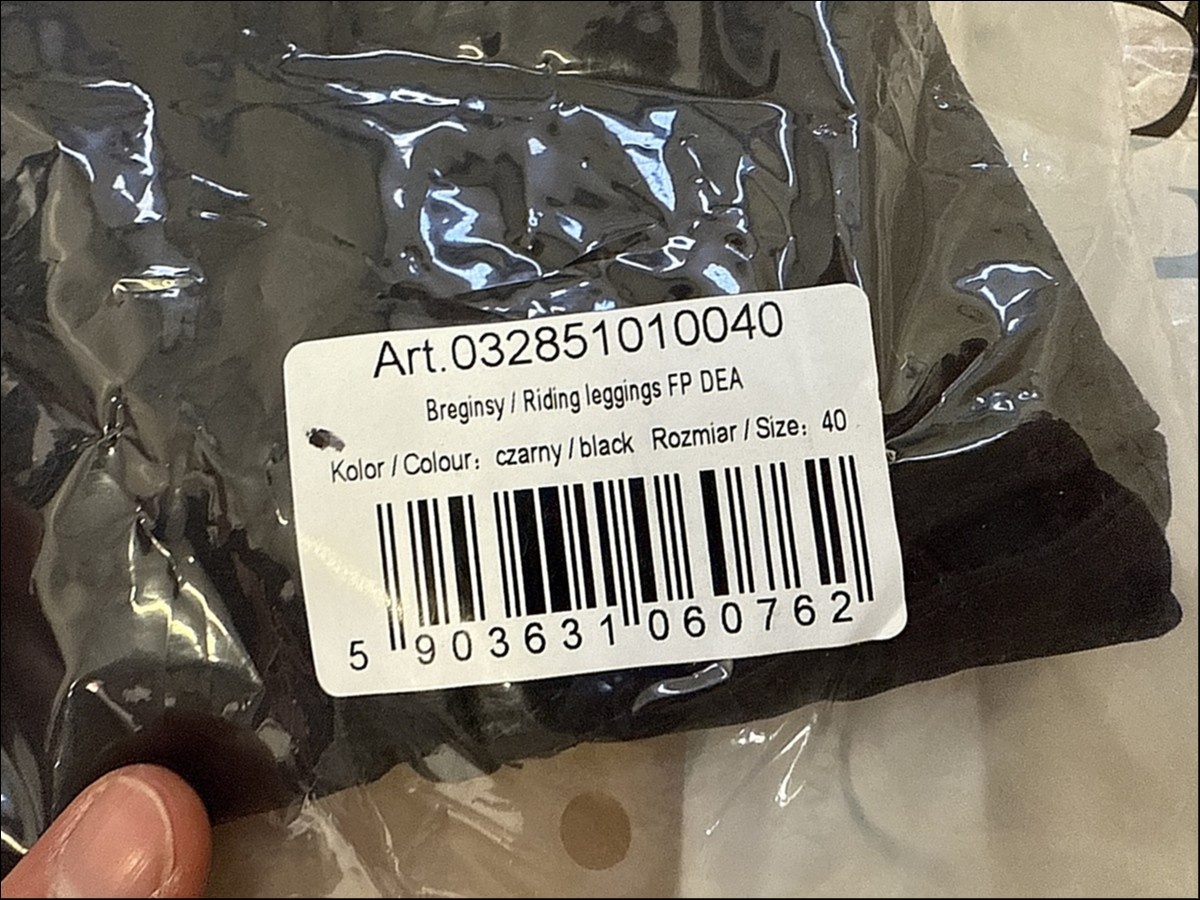 Art.032851010040
Breginsy / Riding leggings FP DEA
Kolor / Colour: czarny / black Rozmiar / Size: 40
5 903631 060762